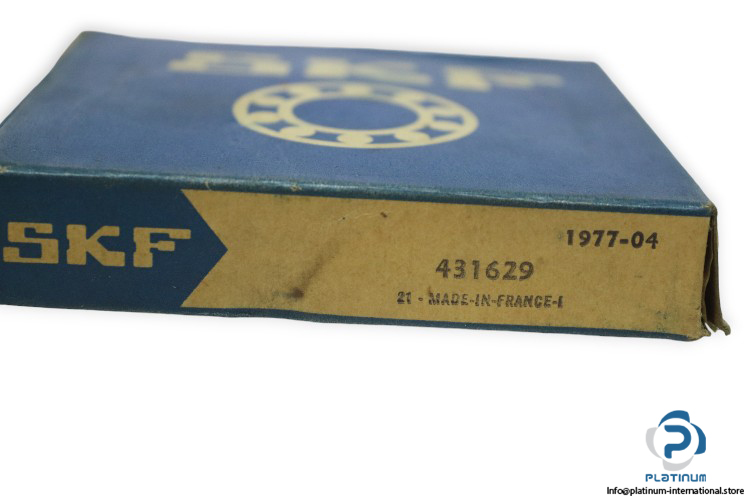 SKF
SKF
1977-04
431629
21 - MADE-IN-FRANCE-I
PLATINUM
Info@platinum-international.store